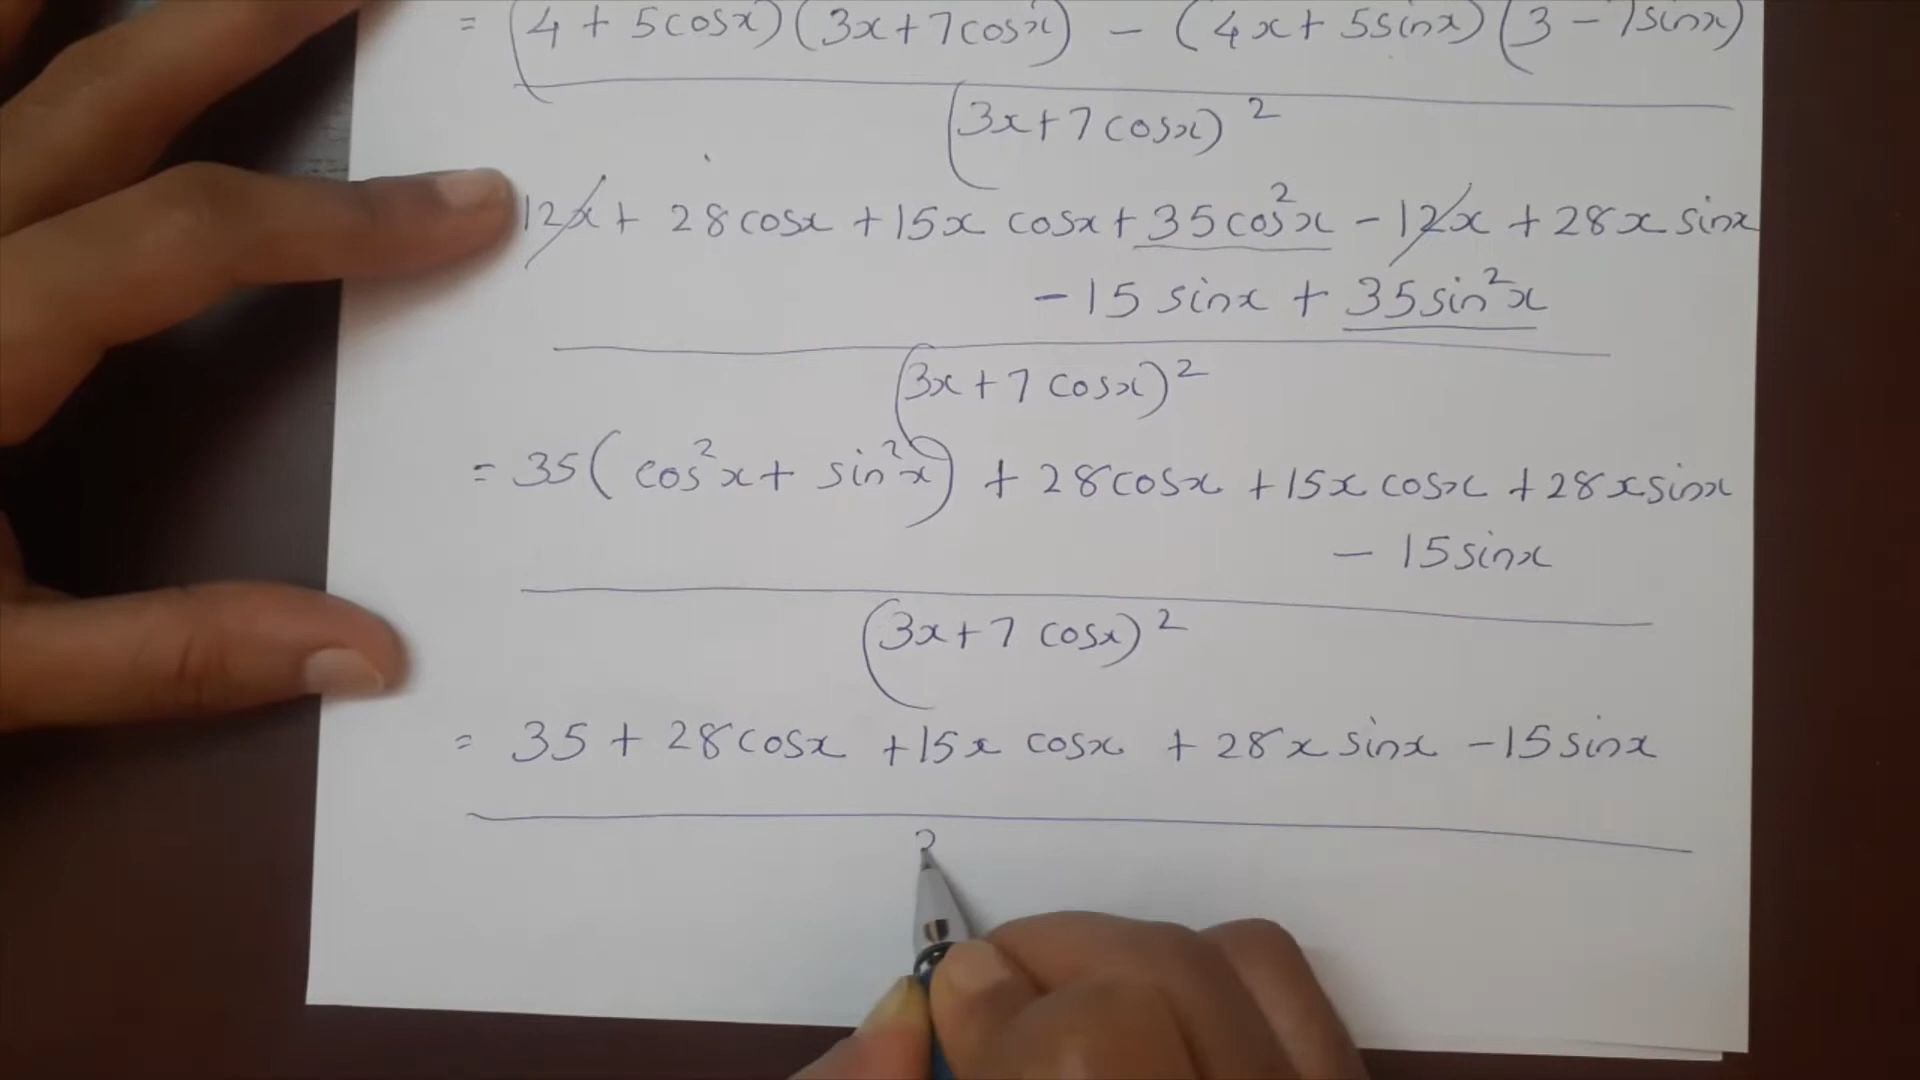 = (4 + 5cosx)(3x+7cosx) - (4x+5sinx)(3 - 7sinx)
(3x+7cosx)²
12x + 28cosx + 15x cosx + 35cos²x - 12x + 28x sinx
- 15 sinx + 35sin²x
(3x+7 cosx)²
= 35( cos²x + sin²x) + 28cosx + 15x cosx + 28x sinx
- 15sinx
(3x+7 cosx)²
= 35 + 28cosx + 15x cosx + 28x sinx - 15sinx